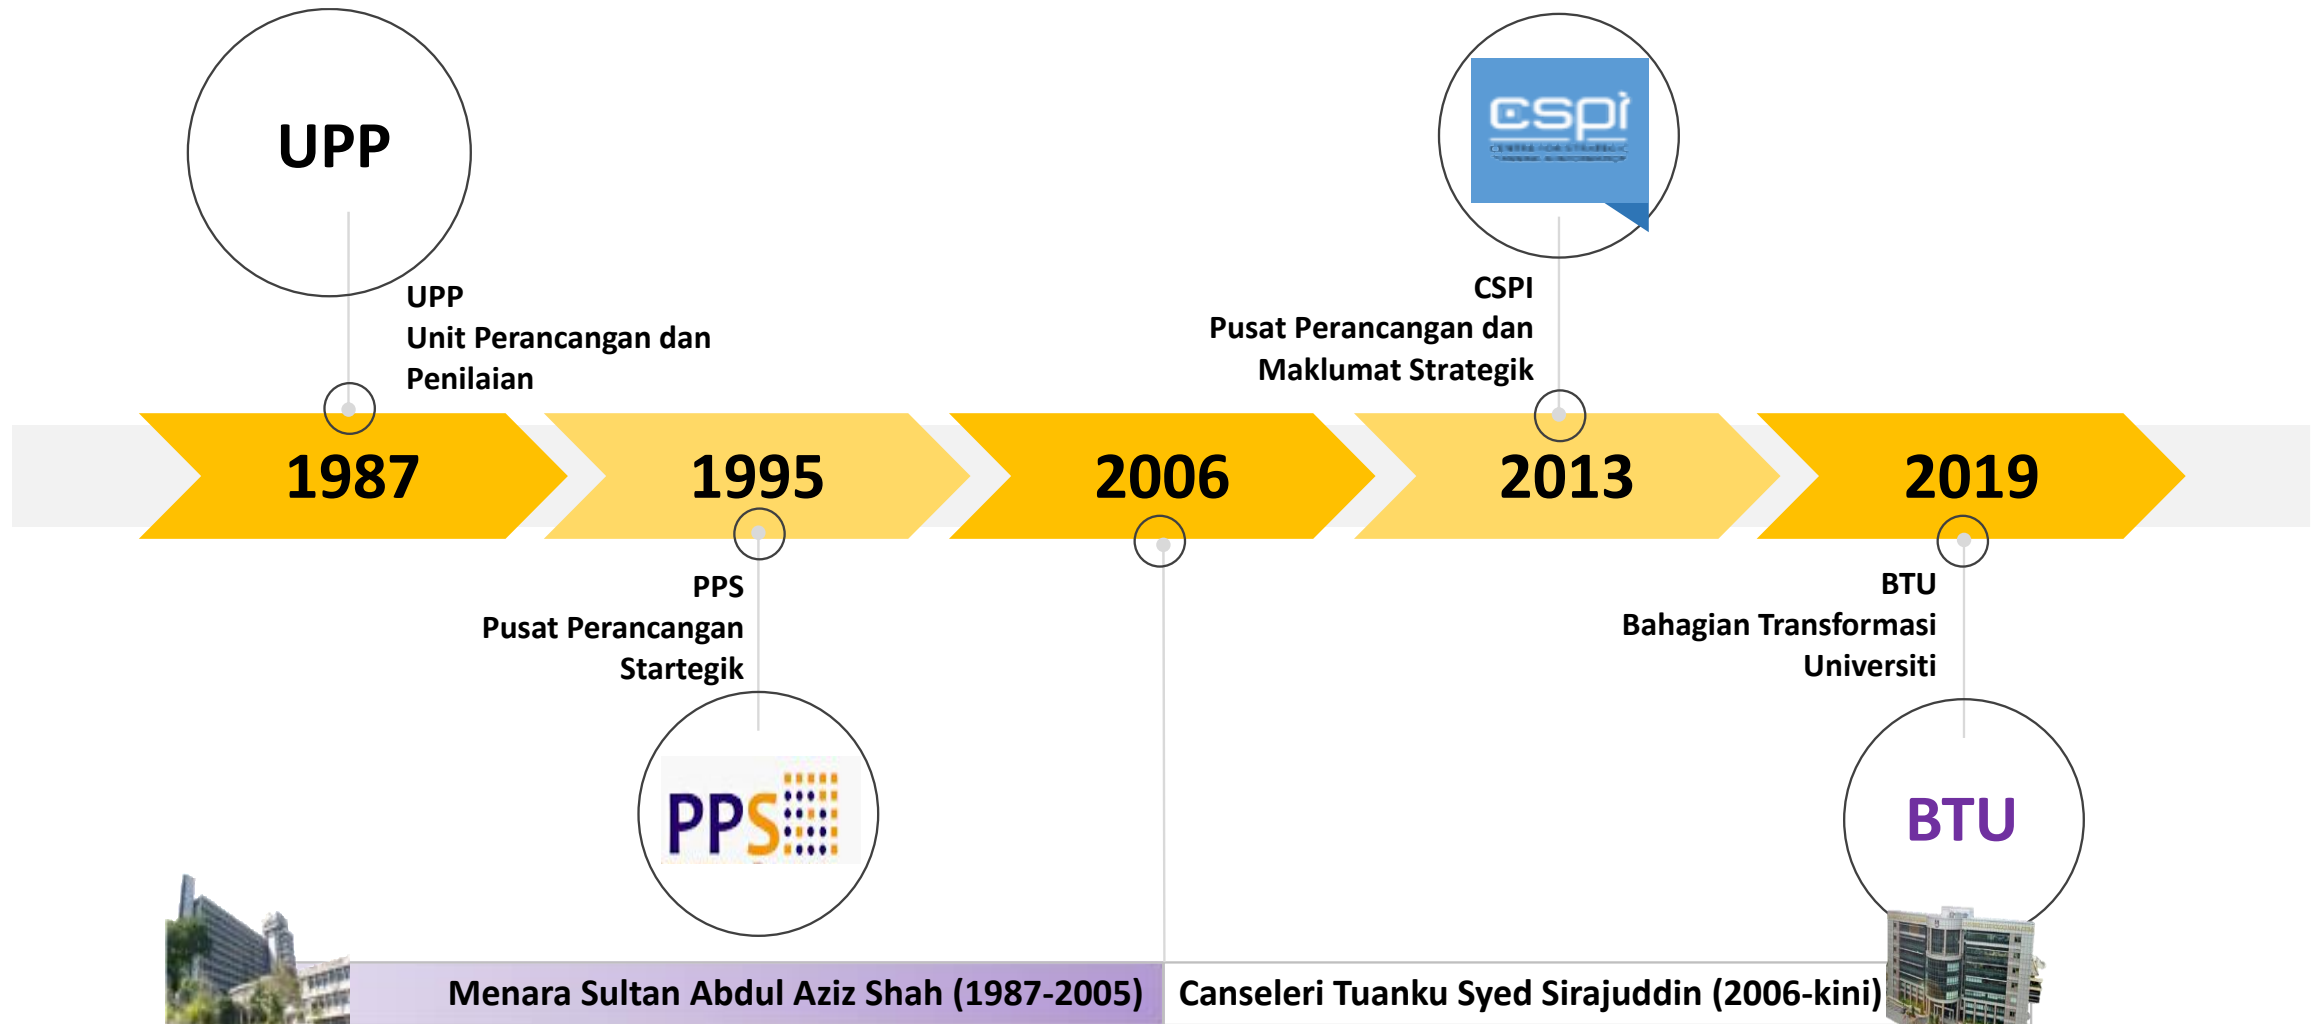 UPP
cspi
UPP
Unit Perancangan dan
Penilaian
CSPI
Pusat Perancangan dan
Maklumat Strategik
1987
1995
2006
2013
2019
PPS
Pusat Perancangan
Startegik
BTU
Bahagian Transformasi
Universiti
PPS
BTU
Menara Sultan Abdul Aziz Shah (1987-2005)
Canseleri Tuanku Syed Sirajuddin (2006-kini)